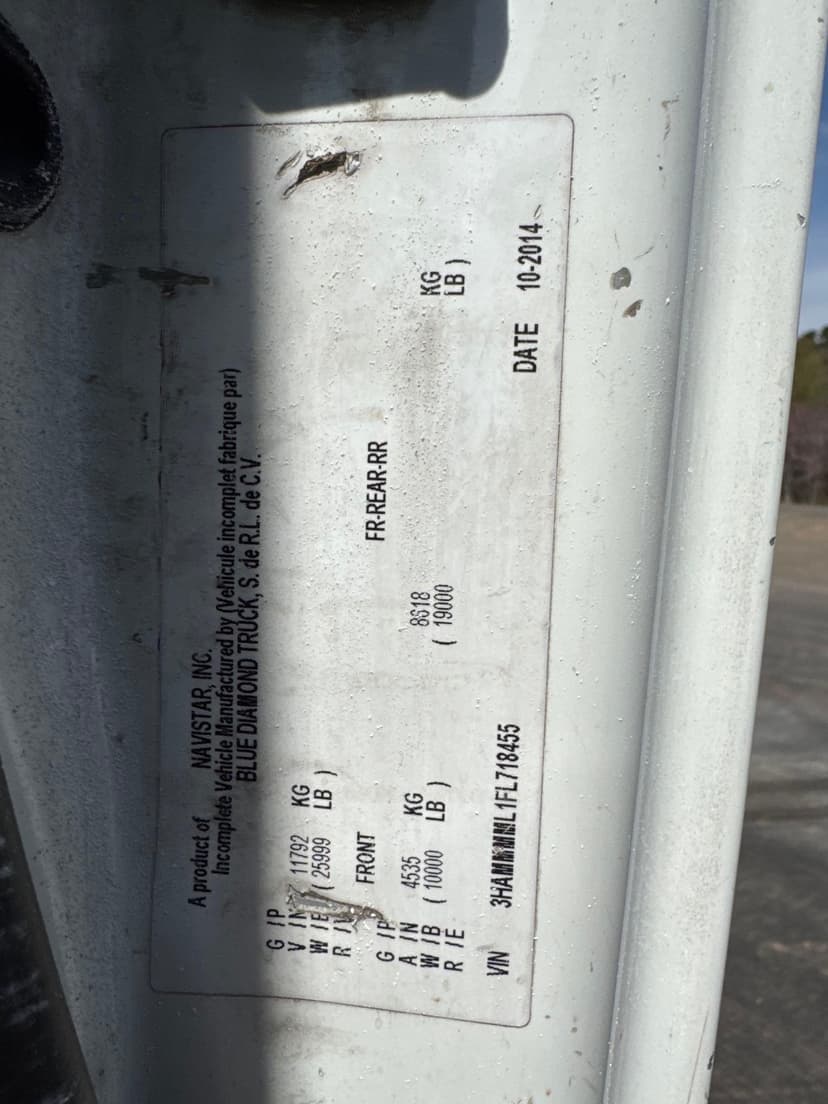 A product of NAVISTAR, INC.
Incomplete Vehicle Manufactured by (Vehicule incomplet fabrique par)
BLUE DIAMOND TRUCK, S. de R.L. de C.V.
G /P
V /N 11792 KG
W /B ( 25999 LB )
R /V
FRONT FR-REAR-RR
G /P
A /N 4535 KG 8618 KG
W /B ( 10000 LB ) ( 19000 LB )
R /E
VIN 3HAMMMML1FL718455
DATE 10-2014